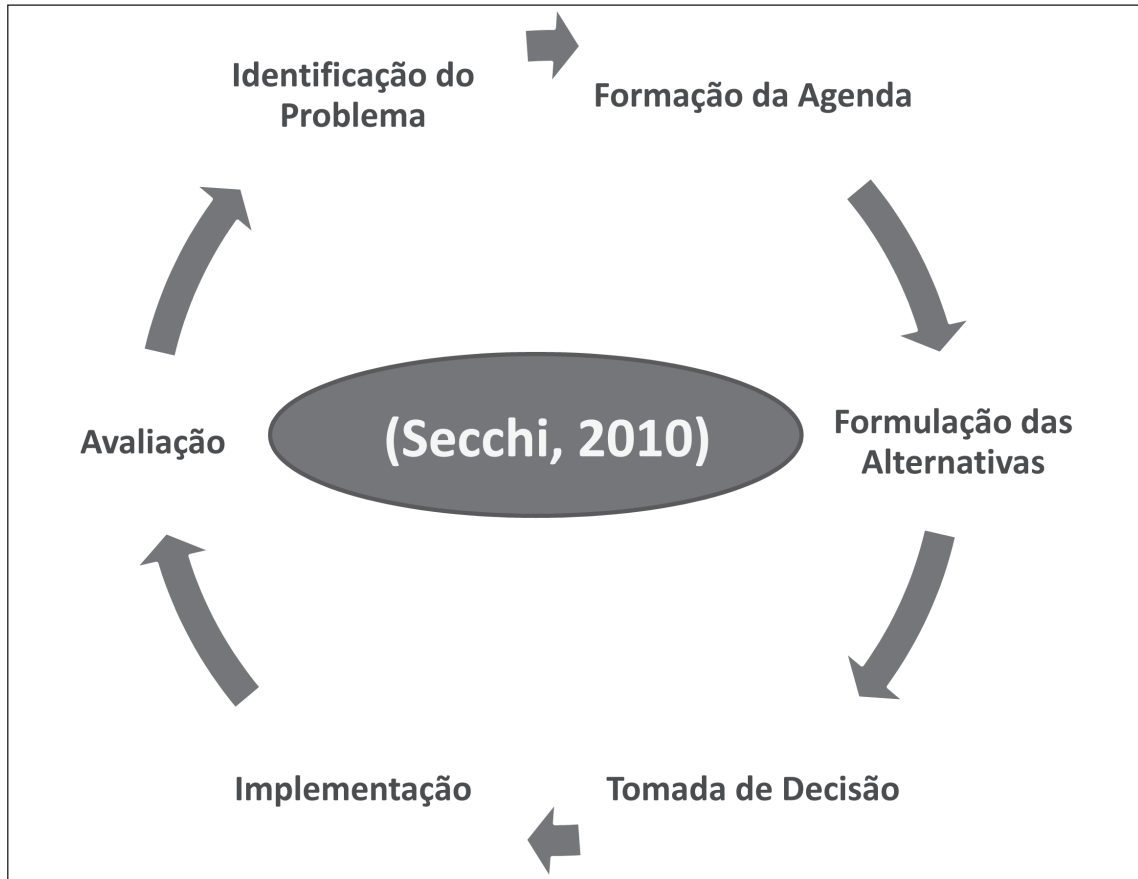 Identificação do
Problema
Formação da Agenda
Formulação das
Alternativas
Tomada de Decisão
Implementação
Avaliação
(Secchi, 2010)